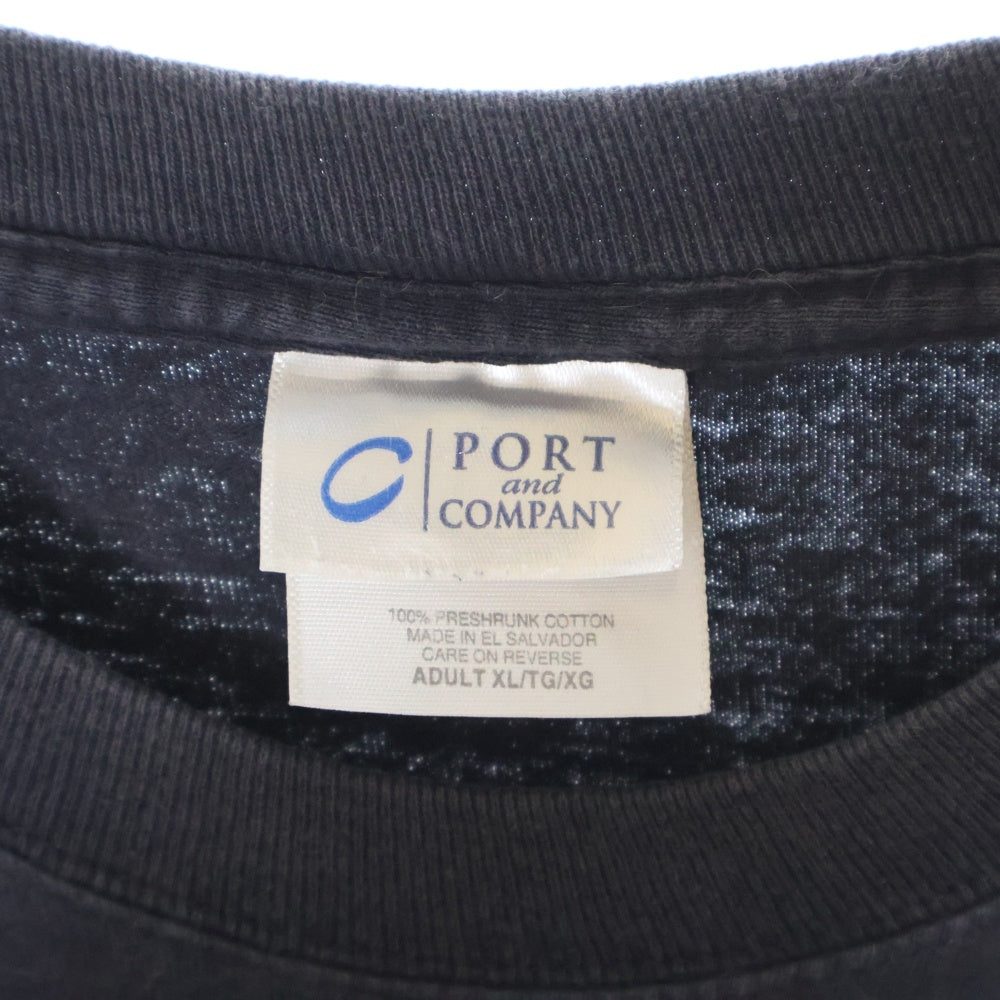 PORT
and
COMPANY
100% PRESHRUNK COTTON
MADE IN EL SALVADOR
CARE ON REVERSE
ADULT XL/TG/XG